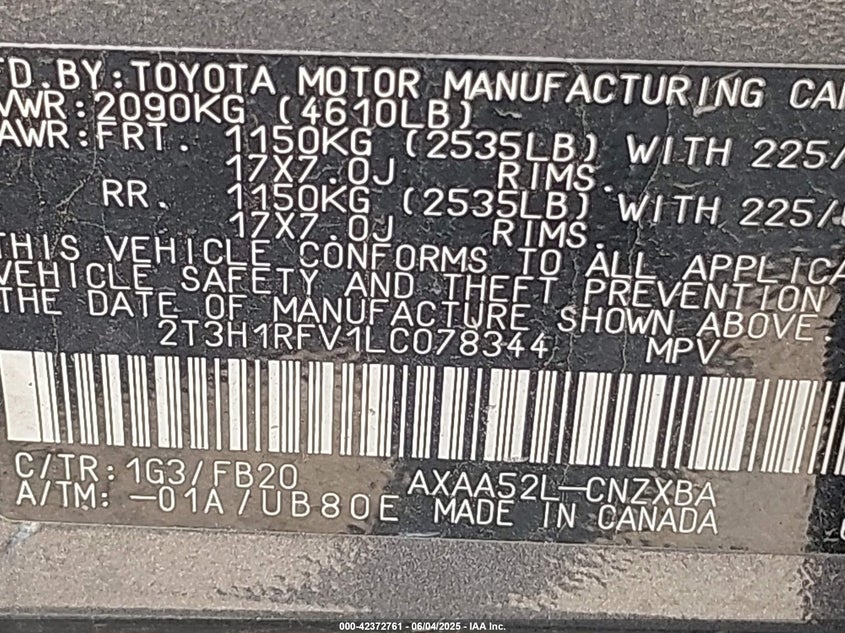 FD. BY: TOYOTA MOTOR MANUFACTURING CAN
VWR: 2090KG (4610LB)
AWR: FRT. 1150KG (2535LB) WITH 225/
17X7.0J RIMS.
RR. 1150KG (2535LB) WITH 225/
17X7.0J RIMS.
THIS VEHICLE CONFORMS TO ALL APPLICA
VEHICLE SAFETY AND THEFT PREVENTION
THE DATE OF MANUFACTURE SHOWN ABOVE.
2T3H1RFV1LC078344 MPV
C/TR: 1G3/FB20 AXAA52L-CNZXBA
A/TM: -01A/UB80E MADE IN CANADA
000-42372761 - 06/04/2025 - IAA Inc.